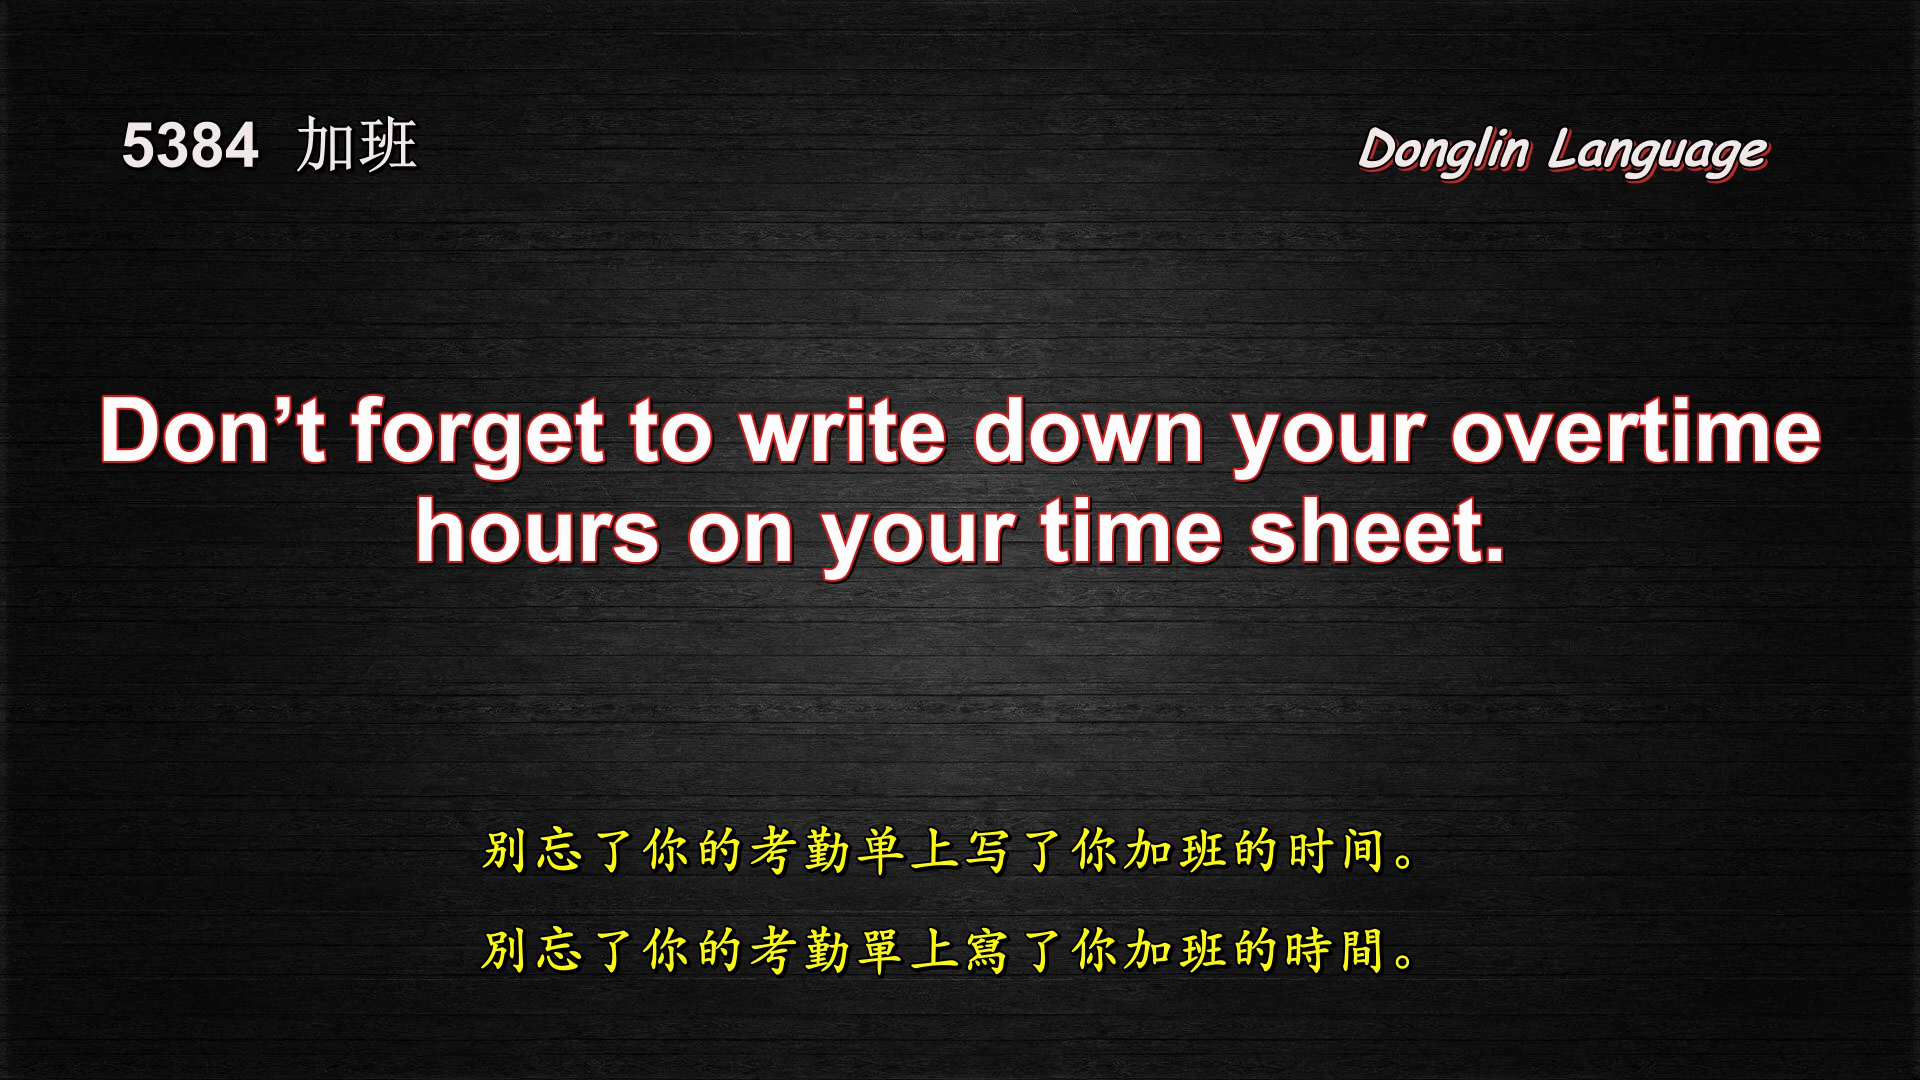 5384 加班
Donglin Language
Don’t forget to write down your overtime
hours on your time sheet.
别忘了你的考勤单上写了你加班的时间。
別忘了你的考勤單上寫了你加班的時間。